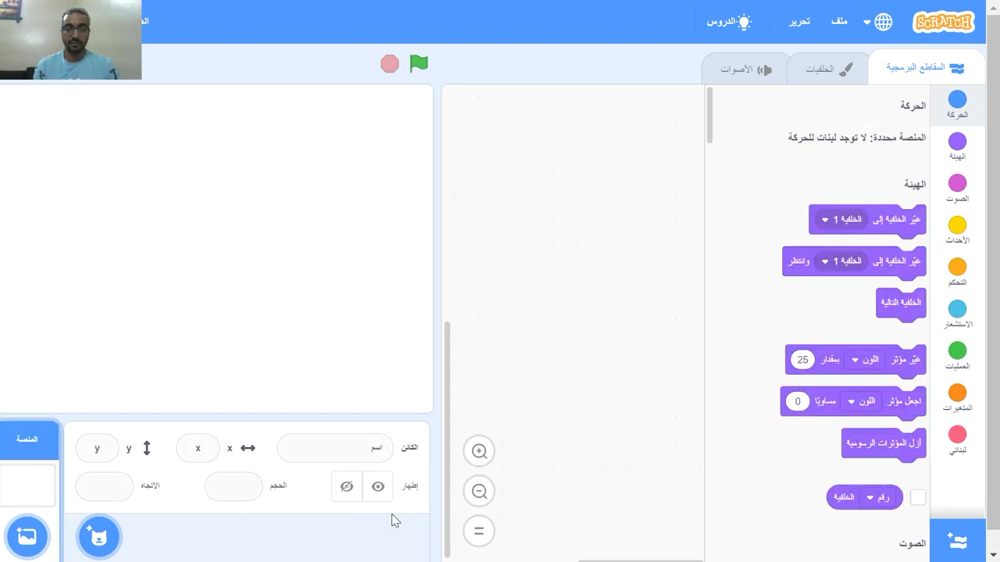 SCRATCH
ملف
تحرير
الدروس
المقاطع البرمجية
الخلفيات
الأصوات
الحركة
الهيئة
الصوت
الأحداث
التحكم
الاستشعار
العمليات
المتغيرات
لبناتي
الحركة
المنصة محددة: لا توجد لبنات للحركة
الهيئة
غيّر الخلفية إلى الخلفية 1
غيّر الخلفية إلى الخلفية 1 وانتظر
الخلفية التالية
غيّر مؤثر اللون بمقدار 25
اجعل مؤثر اللون مساويًا 0
أزل المؤثرات الرسومية
رقم الخلفية
الصوت
الكائن اسم x x y y
إظهار الحجم الاتجاه
المنصة